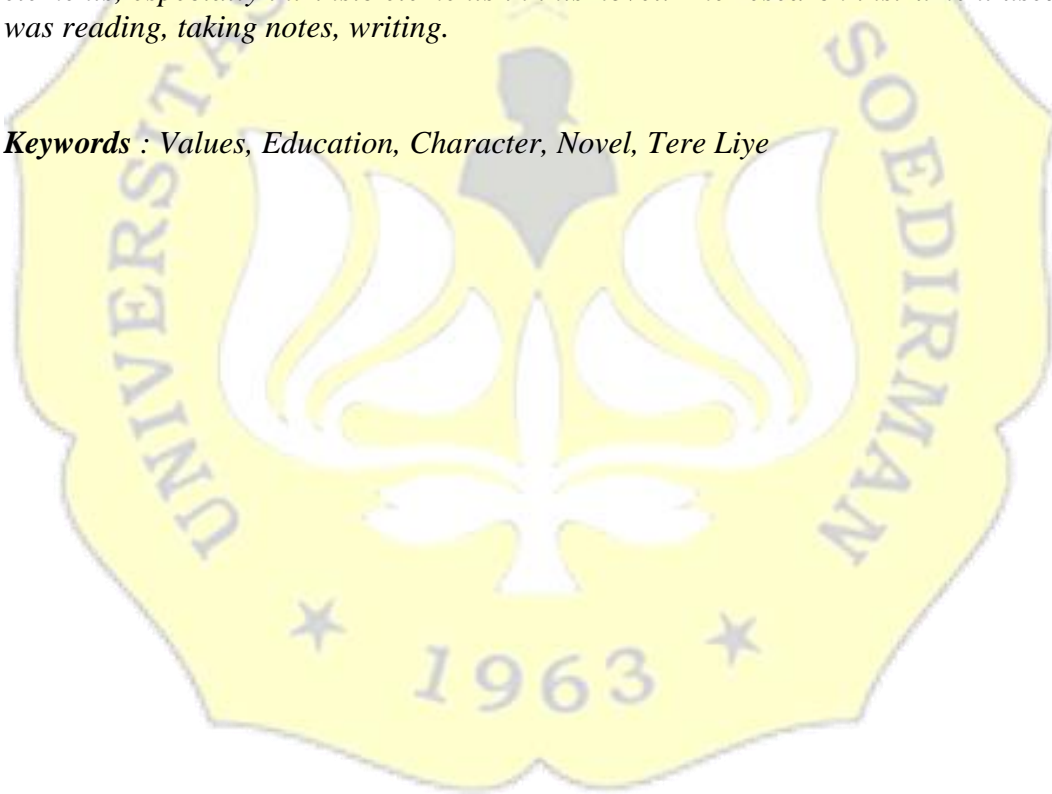 was reading, taking notes, writing.
Keywords : Values, Education, Character, Novel, Tere Liye
UNIVERSITAS
SOEDIRMAN
1963